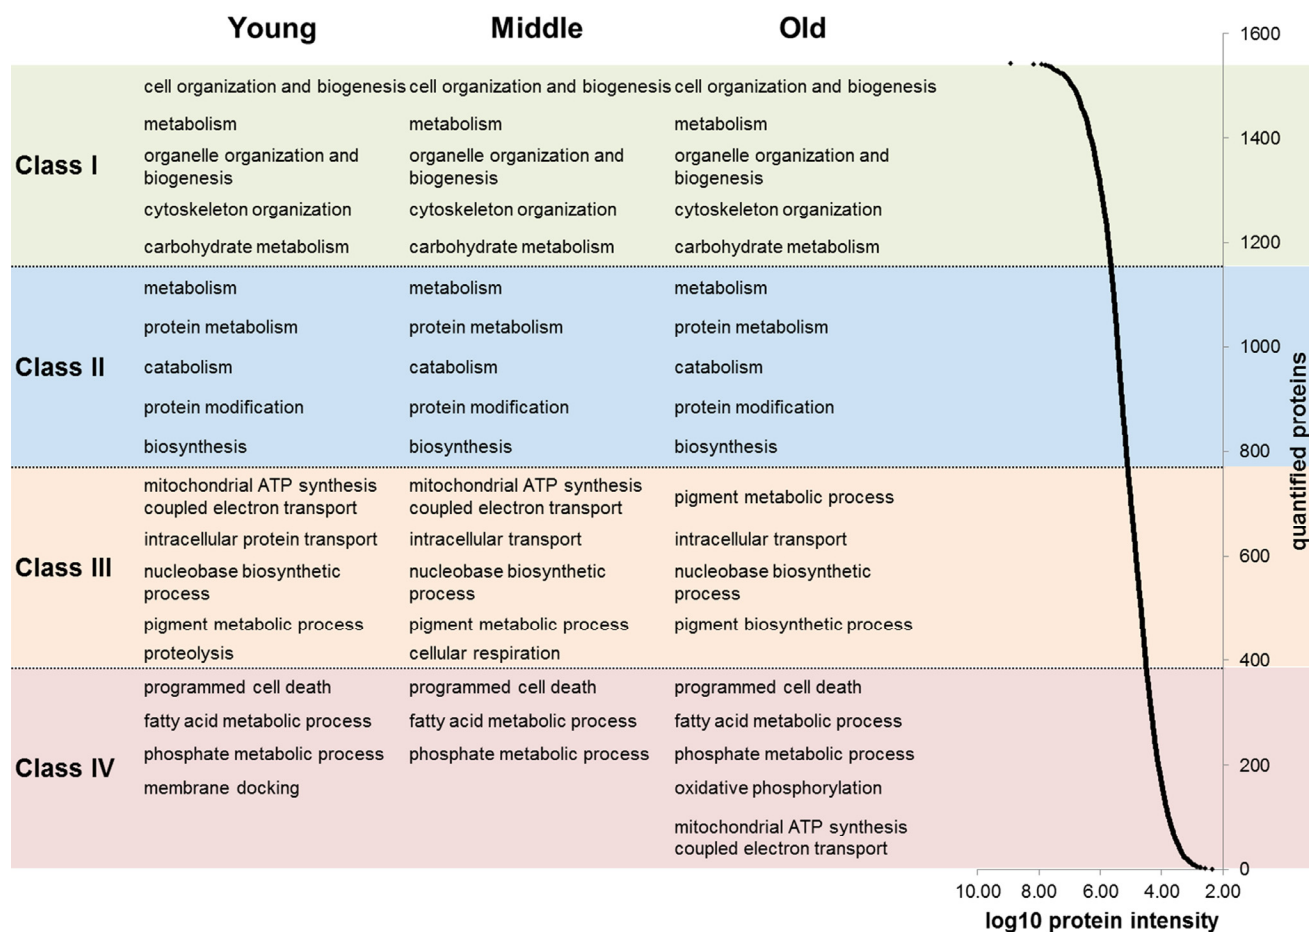 Young Middle Old
Class I
cell organization and biogenesis cell organization and biogenesis cell organization and biogenesis
metabolism metabolism metabolism
organelle organization and organelle organization and organelle organization and
biogenesis biogenesis biogenesis
cytoskeleton organization cytoskeleton organization cytoskeleton organization
carbohydrate metabolism carbohydrate metabolism carbohydrate metabolism
Class II
metabolism metabolism metabolism
protein metabolism protein metabolism protein metabolism
catabolism catabolism catabolism
protein modification protein modification protein modification
biosynthesis biosynthesis biosynthesis
Class III
mitochondrial ATP synthesis mitochondrial ATP synthesis pigment metabolic process
coupled electron transport coupled electron transport
intracellular protein transport intracellular transport intracellular transport
nucleobase biosynthetic nucleobase biosynthetic nucleobase biosynthetic
process process process
pigment metabolic process pigment metabolic process pigment biosynthetic process
proteolysis cellular respiration
Class IV
programmed cell death programmed cell death programmed cell death
fatty acid metabolic process fatty acid metabolic process fatty acid metabolic process
phosphate metabolic process phosphate metabolic process phosphate metabolic process
membrane docking oxidative phosphorylation
mitochondrial ATP synthesis
coupled electron transport
1600
1400
1200
1000
800
600
400
200
0
quantified proteins
10.00 8.00 6.00 4.00 2.00
log10 protein intensity